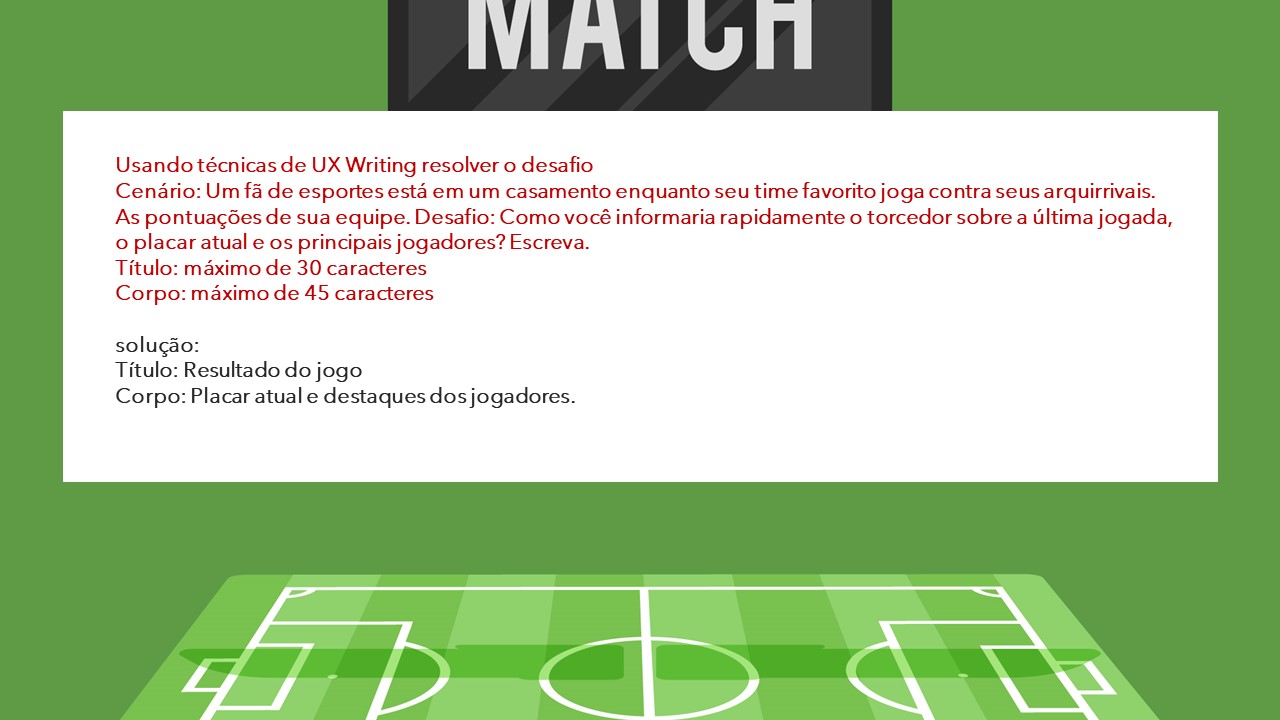 MATCH
Usando técnicas de UX Writing resolver o desafio
Cenário: Um fã de esportes está em um casamento enquanto seu time favorito joga contra seus arquirrivais.
As pontuações de sua equipe. Desafio: Como você informaria rapidamente o torcedor sobre a última jogada,
o placar atual e os principais jogadores? Escreva.
Título: máximo de 30 caracteres
Corpo: máximo de 45 caracteres
solução:
Título: Resultado do jogo
Corpo: Placar atual e destaques dos jogadores.